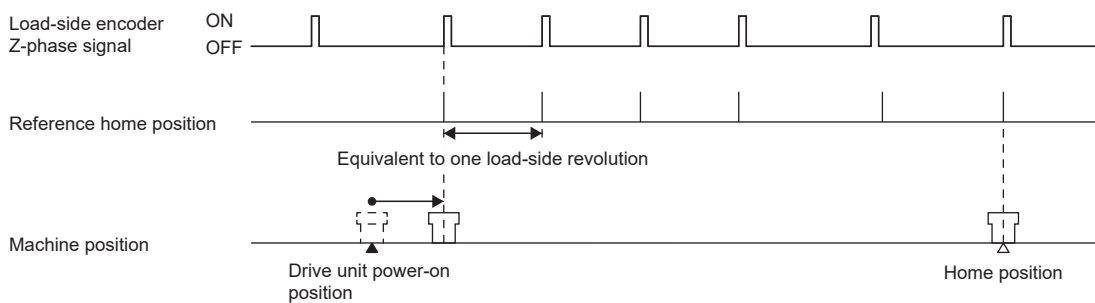 Load-side encoder
Z-phase signal
ON
OFF
Reference home position
Equivalent to one load-side revolution
Machine position
Drive unit power-on
position
Home position